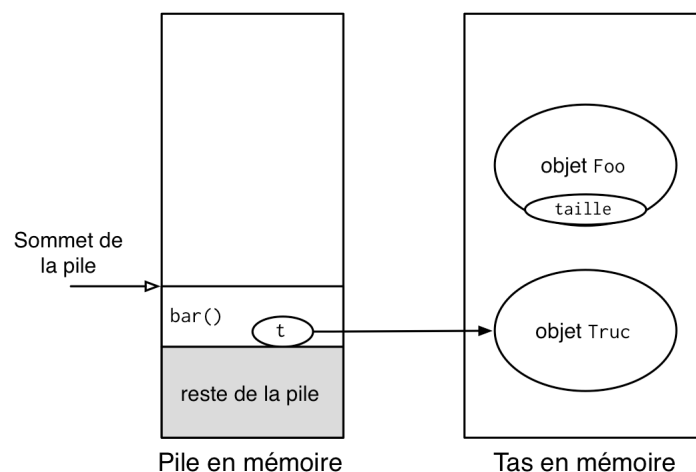 objet Foo
taille
Sommet de
la pile
bar()
t
objet Truc
reste de la pile
Pile en mémoire
Tas en mémoire